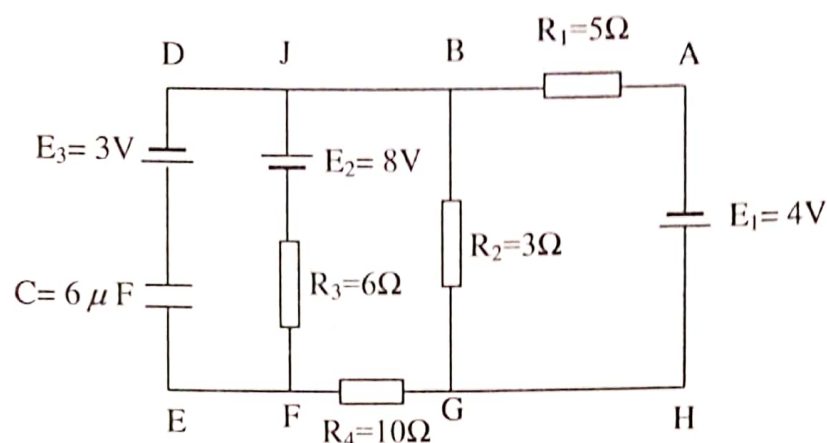 R₁=5Ω
D J B A
E₃= 3V
E₂= 8V
E₁= 4V
R₂=3Ω
C= 6 μ F
R₃=6Ω
E F G H
R₄=10Ω